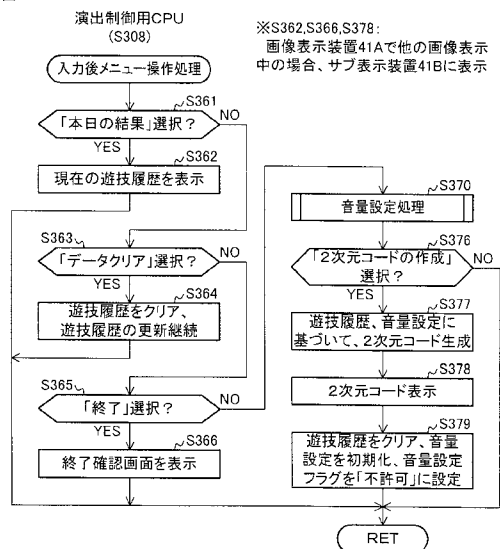 演出制御用CPU
(S308)
※S362,S366,S378:
画像表示装置41Aで他の画像表示
中の場合、サブ表示装置41Bに表示
入力後メニュー操作処理
S361
「本日の結果」選択?
NO
YES
S362
現在の遊技履歴を表示
S363
「データクリア」選択?
NO
YES
S364
遊技履歴をクリア、
遊技履歴の更新継続
S365
「終了」選択?
NO
YES
S366
終了確認画面を表示
S370
音量設定処理
S376
「2次元コードの作成」
選択?
NO
YES
S377
遊技履歴、音量設定に
基づいて、2次元コード生成
S378
2次元コード表示
S379
遊技履歴をクリア、音量
設定を初期化、音量設定
フラグを「不許可」に設定
RET